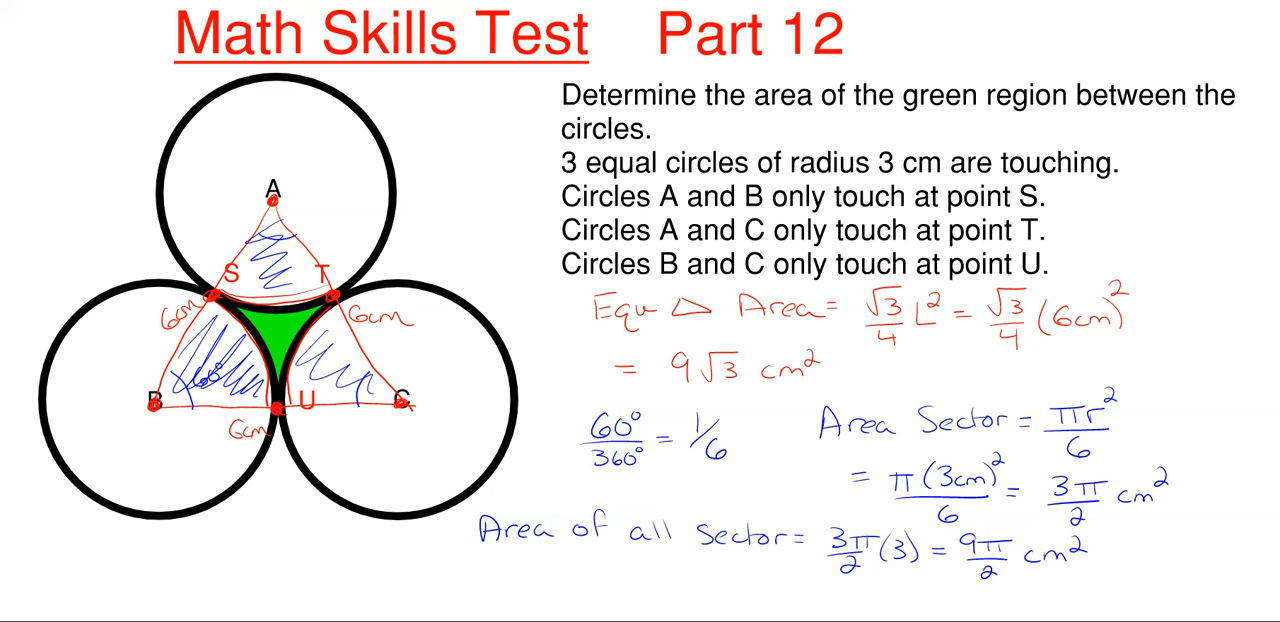 Math Skills Test Part 12
Determine the area of the green region between the
circles.
3 equal circles of radius 3 cm are touching.
Circles A and B only touch at point S.
Circles A and C only touch at point T.
Circles B and C only touch at point U.
A
S T
6cm 6cm
60°
B U C
6cm
Equ △ Area = √3/4 L² = √3/4 (6cm)²
= 9√3 cm²
60°/360° = 1/6
Area Sector = πr²/6
= π(3cm)²/6 = 3π/2 cm²
Area of all sector = 3π/2 (3) = 9π/2 cm²